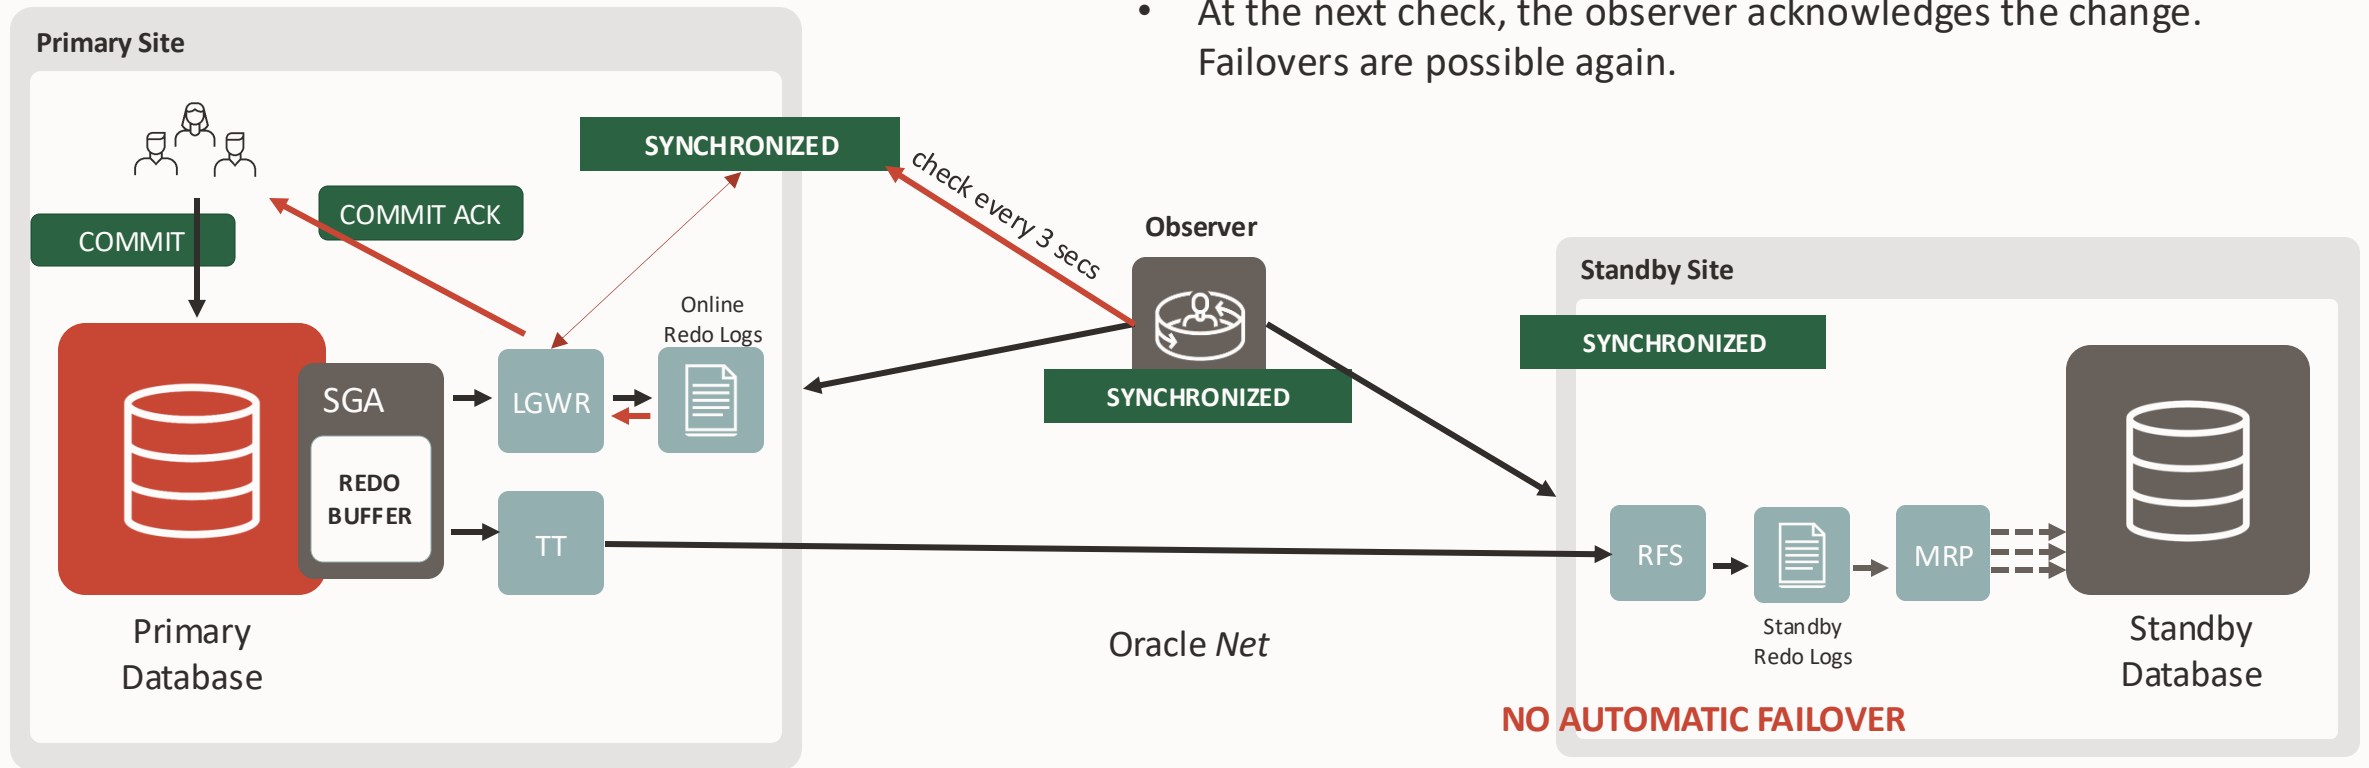 • At the next check, the observer acknowledges the change.
Failovers are possible again.
Primary Site
SYNCHRONIZED
check every 3 secs
COMMIT ACK
COMMIT
Observer
Standby Site
Online
Redo Logs
SYNCHRONIZED
SGA
LGWR
SYNCHRONIZED
REDO
BUFFER
TT
RFS
MRP
Primary
Database
Oracle Net
Standby
Redo Logs
Standby
Database
NO AUTOMATIC FAILOVER